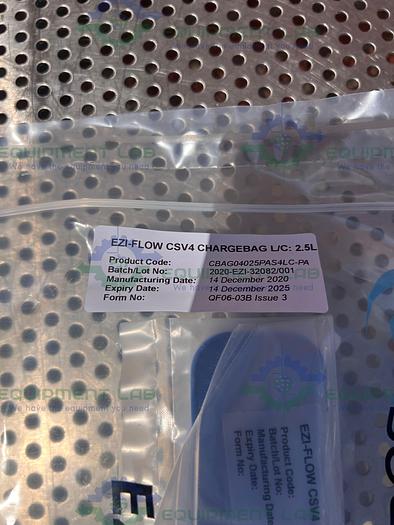 EQUIPMENT LAB
We have the equipment you need
EZI-FLOW CSV4 CHARGEBAG L/C: 2.5L
Product Code: CBAG04025PAS4LC-PA
Batch/Lot No: 2020-EZI-32082/001
Manufacturing Date: 14 December 2020
Expiry Date: 14 December 2025
Form No: QF06-03B Issue 3
EZI-FLOW CSV4
Product Code:
Batch/Lot No:
Manufacturing Date
Expiry Date:
Form No: